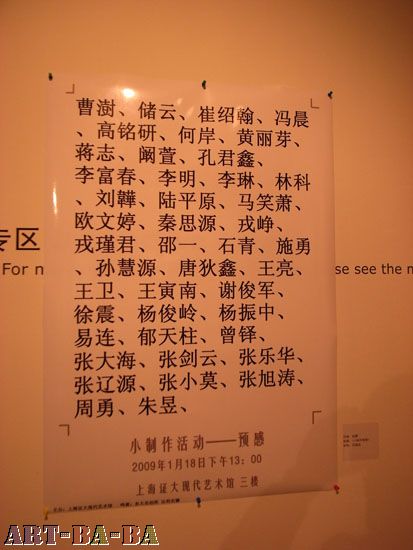 曹澍、储云、崔绍翰、冯晨
、高铭研、何岸、黄丽芽、
蒋志、阚萱、孔君鑫、
李富春、李明、李琳、林科
、刘韡、陆平原、马笑萧、
欧文婷、秦思源、戎峥、
戎瑾君、邵一、石青、施勇
、孙慧源、唐狄鑫、王亮、
王卫、王寅南、谢俊军、
徐震、杨俊岭、杨振中、
易连、郁天柱、曾铎、
张大海、张剑云、张乐华、
张辽源、张小莫、张旭涛、
周勇、朱昱、
小制作活动——预感
2009年1月18日下午13：00
上海证大现代艺术馆 三楼
专区
For
se see the
ART-BA-BA